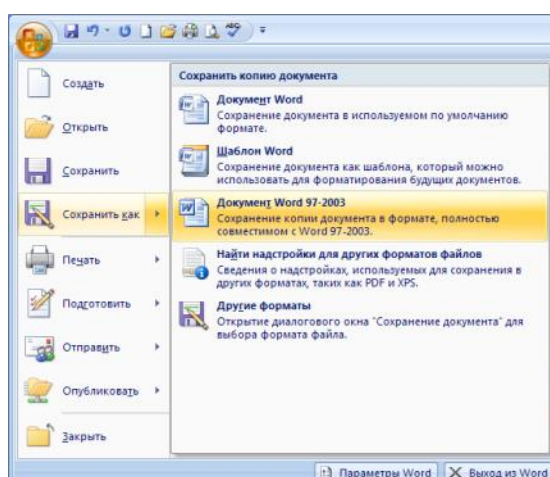 Создать
Открыть
Сохранить
Сохранить как
Печать
Подготовить
Отправить
Опубликовать
Закрыть
Сохранить копию документа
Документ Word
Сохранение документа в используемом по умолчанию
формате.
Шаблон Word
Сохранение документа как шаблона, который можно
использовать для форматирования будущих документов.
Документ Word 97-2003
Сохранение копии документа в формате, полностью
совместимом с Word 97-2003.
Найти надстройки для других форматов файлов
Сведения о надстройках, используемых для сохранения в
других форматах, таких как PDF и XPS.
Другие форматы
Открытие диалогового окна "Сохранение документа" для
выбора формата файла.
Параметры Word
Выход из Word